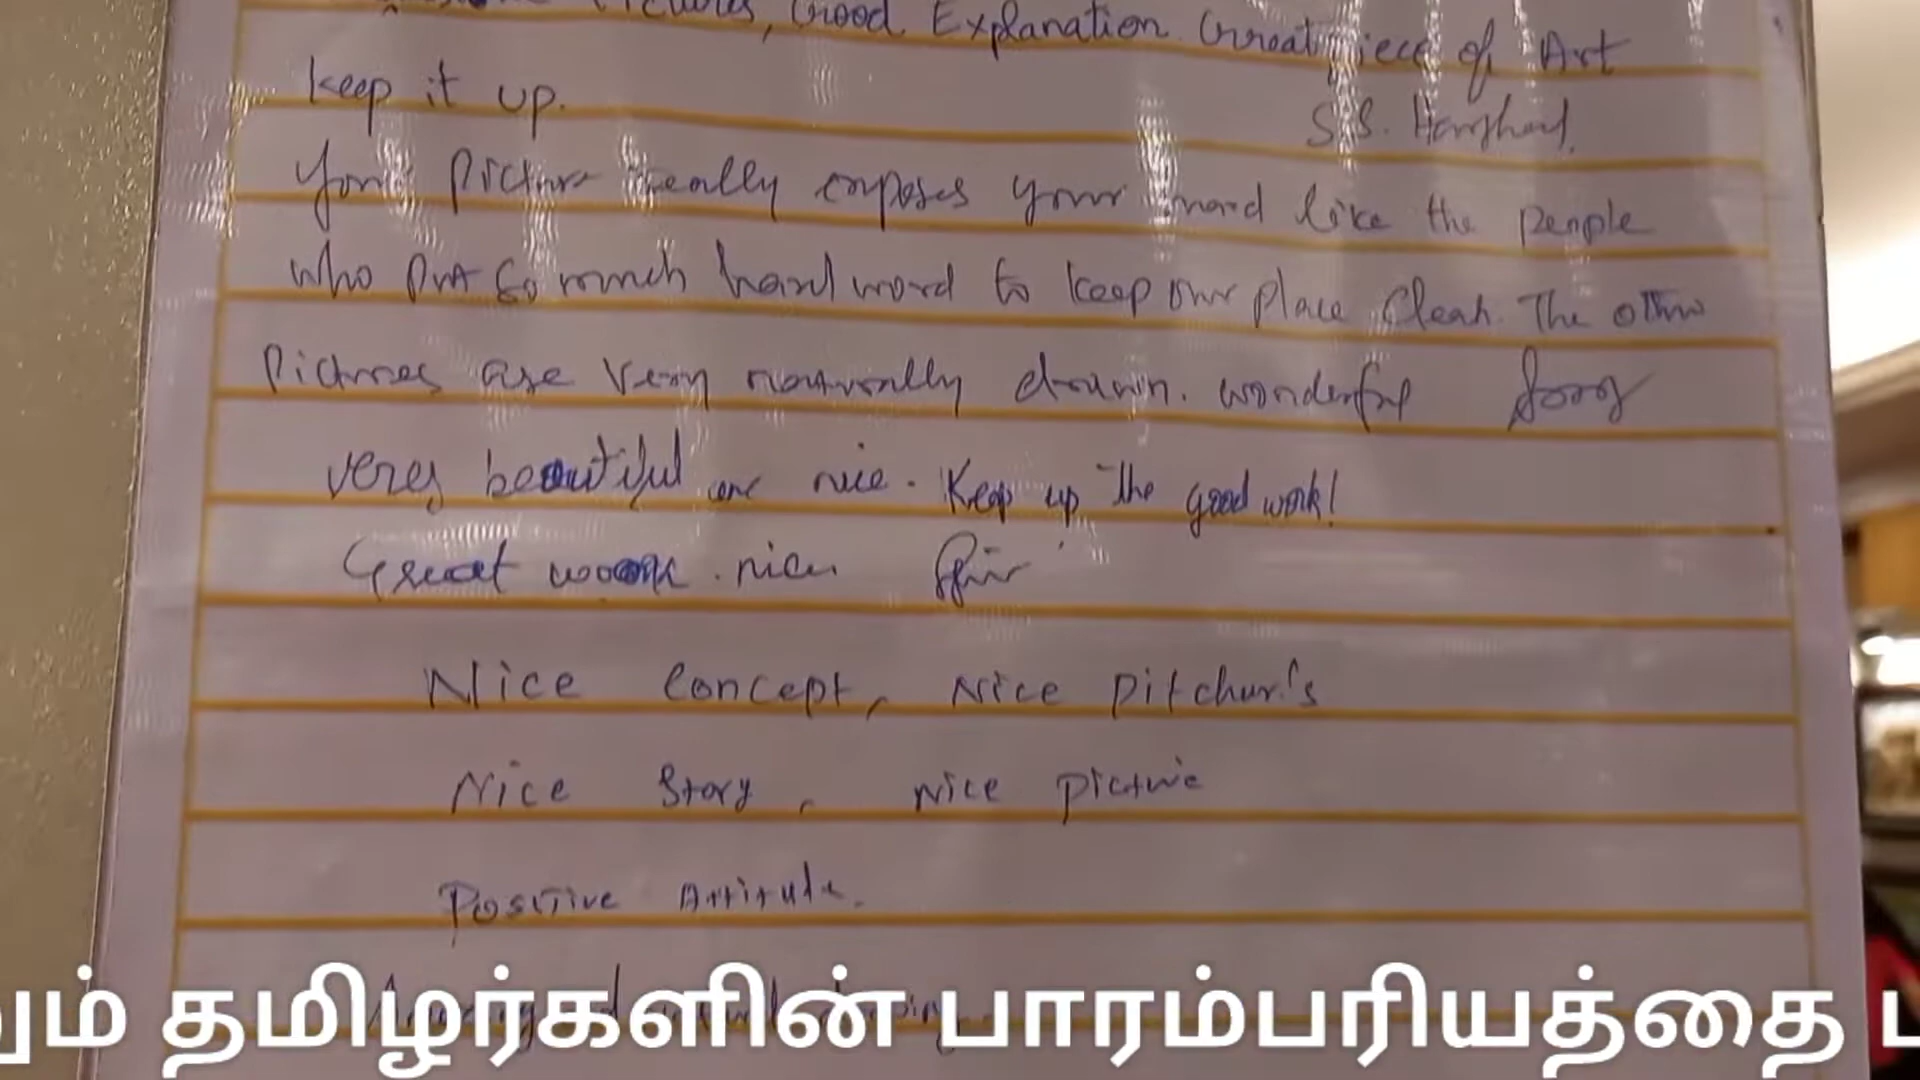 Good Explanation Great piece of Art
keep it up.
S.S.
Your Picture really exposes your like the people
who Put So much hard word to keep our place Clean. The other
Pictures are Very naturally drawn. wonderful
very beautiful and nice. Keep up the good work!
Great work. nice
Nice Concept, Nice Pitchur's
Nice Story, Nice Picture
Positive Attitude.
தமிழர்களின் பாரம்பரியத்தை